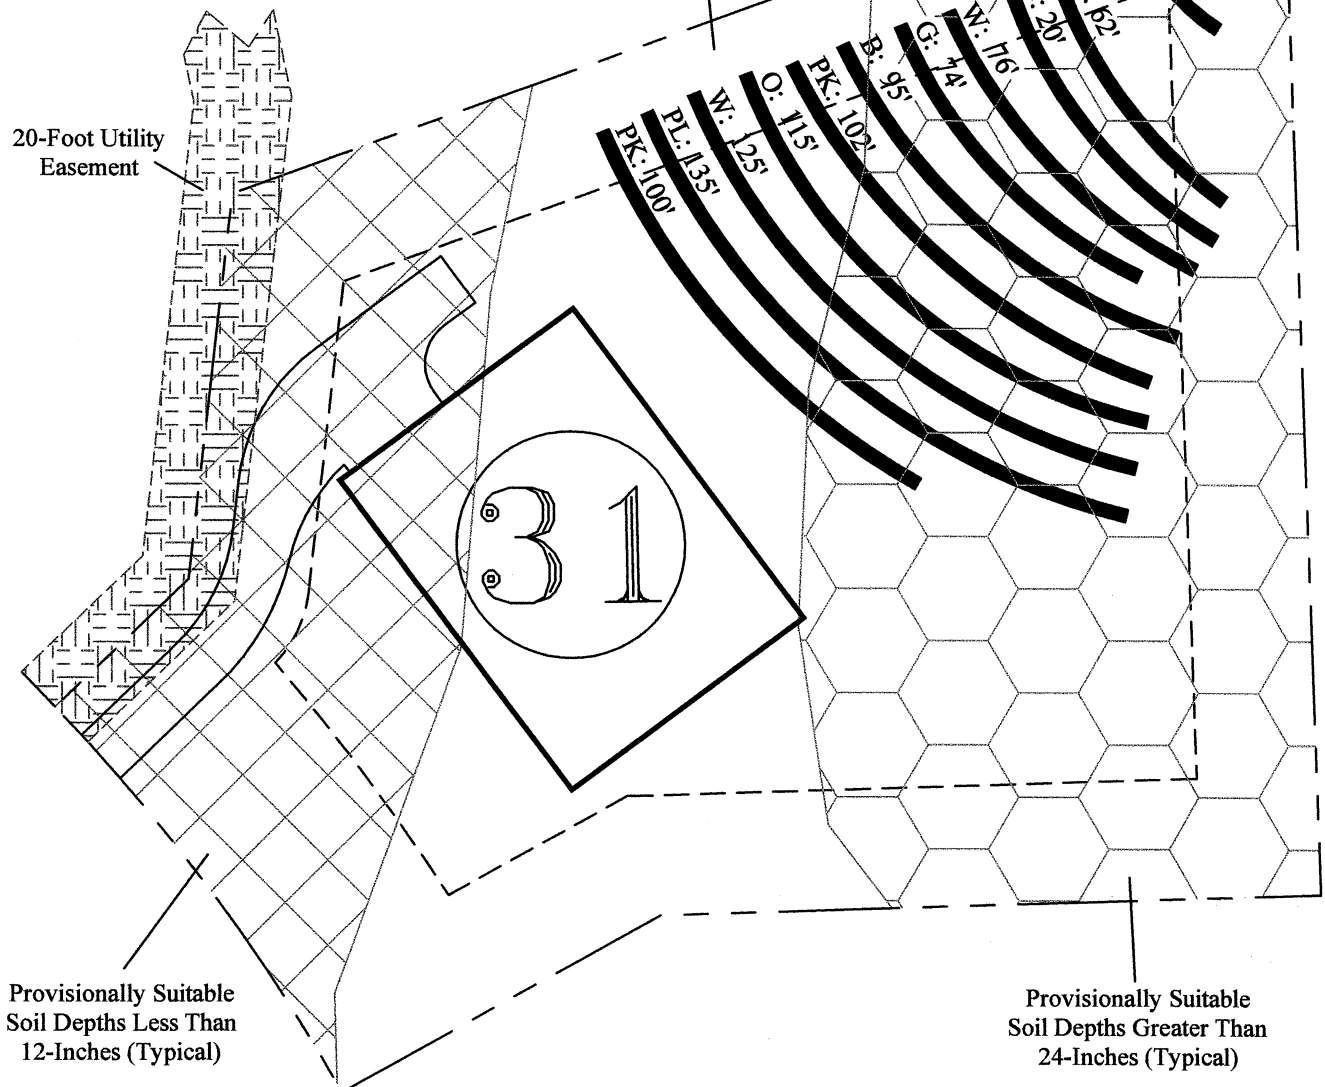 20-Foot Utility
Easement
PK: 100'
PL: 135'
W: 125'
O: 115'
PK: 102'
B: 95'
G: 74'
W: 76'
20'
62'
31
Provisionally Suitable
Soil Depths Less Than
12-Inches (Typical)
Provisionally Suitable
Soil Depths Greater Than
24-Inches (Typical)